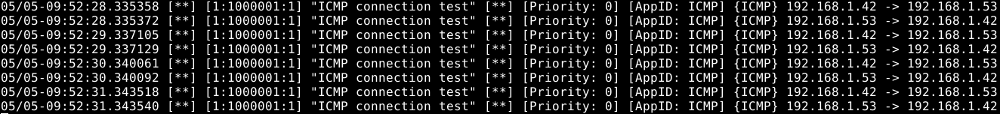 05/05-09:52:28.335358 [**] [1:1000001:1] "ICMP connection test" [**] [Priority: 0] [AppID: ICMP] {ICMP} 192.168.1.42 -> 192.168.1.53
05/05-09:52:28.335372 [**] [1:1000001:1] "ICMP connection test" [**] [Priority: 0] [AppID: ICMP] {ICMP} 192.168.1.53 -> 192.168.1.42
05/05-09:52:29.337105 [**] [1:1000001:1] "ICMP connection test" [**] [Priority: 0] [AppID: ICMP] {ICMP} 192.168.1.42 -> 192.168.1.53
05/05-09:52:29.337129 [**] [1:1000001:1] "ICMP connection test" [**] [Priority: 0] [AppID: ICMP] {ICMP} 192.168.1.53 -> 192.168.1.42
05/05-09:52:30.340061 [**] [1:1000001:1] "ICMP connection test" [**] [Priority: 0] [AppID: ICMP] {ICMP} 192.168.1.42 -> 192.168.1.53
05/05-09:52:30.340092 [**] [1:1000001:1] "ICMP connection test" [**] [Priority: 0] [AppID: ICMP] {ICMP} 192.168.1.53 -> 192.168.1.42
05/05-09:52:31.343518 [**] [1:1000001:1] "ICMP connection test" [**] [Priority: 0] [AppID: ICMP] {ICMP} 192.168.1.42 -> 192.168.1.53
05/05-09:52:31.343540 [**] [1:1000001:1] "ICMP connection test" [**] [Priority: 0] [AppID: ICMP] {ICMP} 192.168.1.53 -> 192.168.1.42